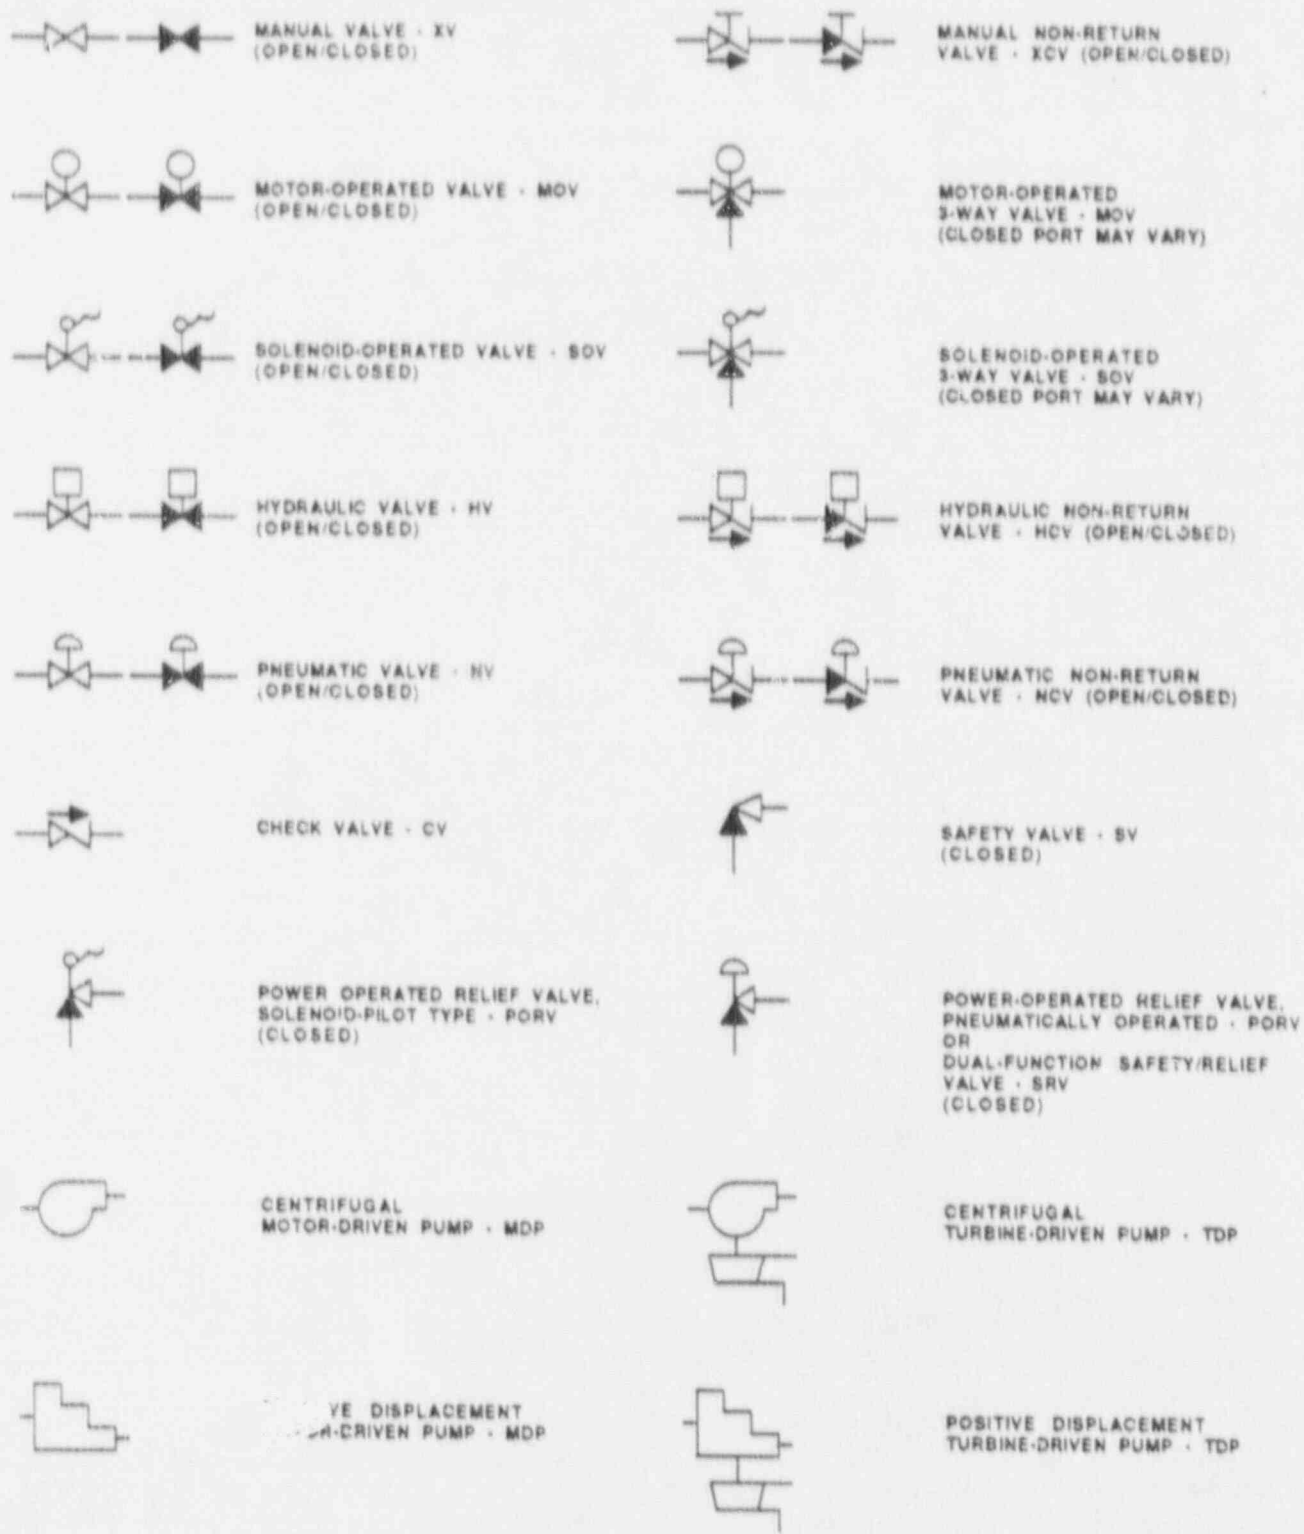 MANUAL VALVE - XV
(OPEN/CLOSED)
MANUAL NON-RETURN
VALVE - XCV (OPEN/CLOSED)
MOTOR-OPERATED VALVE - MOV
(OPEN/CLOSED)
MOTOR-OPERATED
3-WAY VALVE - MOV
(CLOSED PORT MAY VARY)
SOLENOID-OPERATED VALVE - SOV
(OPEN/CLOSED)
SOLENOID-OPERATED
3-WAY VALVE - SOV
(CLOSED PORT MAY VARY)
HYDRAULIC VALVE - HV
(OPEN/CLOSED)
HYDRAULIC NON-RETURN
VALVE - HCV (OPEN/CLOSED)
PNEUMATIC VALVE - NV
(OPEN/CLOSED)
PNEUMATIC NON-RETURN
VALVE - NCV (OPEN/CLOSED)
CHECK VALVE - CV
SAFETY VALVE - SV
(CLOSED)
POWER OPERATED RELIEF VALVE,
SOLENOID-PILOT TYPE - PORV
(CLOSED)
POWER-OPERATED RELIEF VALVE,
PNEUMATICALLY OPERATED - PORV
OR
DUAL-FUNCTION SAFETY/RELIEF
VALVE - SRV
(CLOSED)
CENTRIFUGAL
MOTOR-DRIVEN PUMP - MDP
CENTRIFUGAL
TURBINE-DRIVEN PUMP - TDP
DISPLACEMENT
PUMP - MDP
POSITIVE DISPLACEMENT
TURBINE-DRIVEN PUMP - TDP